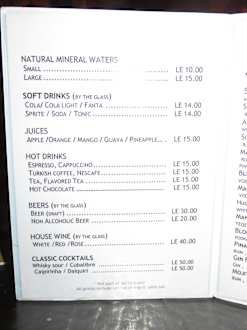 NATURAL MINERAL WATERS
SMALL ........................ LE 10.00
LARGE ........................ LE 15.00
SOFT DRINKS (BY THE GLASS)
COLA/ COLA LIGHT / FANTA ........................ LE 14.00
SPRITE / SODA / TONIC ........................ LE 14.00
JUICES
APPLE /ORANGE / MANGO / GUAVA / PINEAPPLE.... LE 15.00
HOT DRINKS
ESPRESSO, CAPPUCCINO........................ LE 15.00
TURKISH COFFEE, NESCAFE........................ LE 15.00
TEA, FLAVORED TEA ........................ LE 15.00
HOT CHOCOLATE ........................ LE 15.00
BEERS (BY THE GLASS)
BEER (DRAFT) ........................ LE 30.00
NON ALCOHOLIC BEER ........................ LE 20.00
HOUSE WINE (BY THE GLASS)
WHITE /RED /ROSE........................ LE 40.00
CLASSIC COCKTAILS
Whisky sour / Cubalibre ........................ LE 50.00
Caipirinha / Daiquiri ........................ LE 50.00